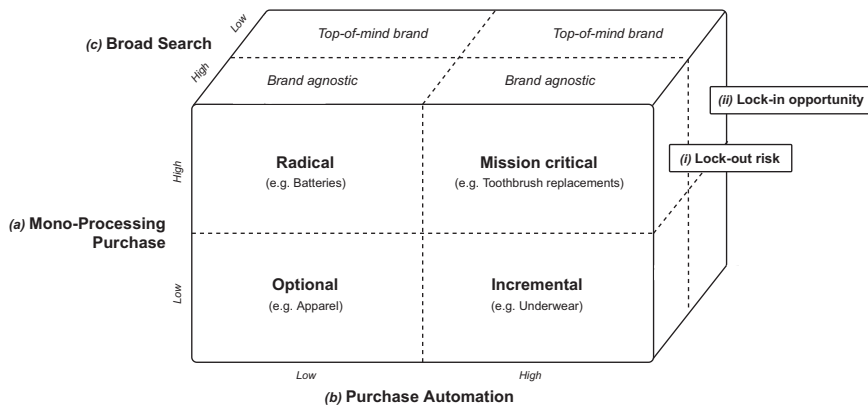 Low
Top-of-mind brand
Top-of-mind brand
(c) Broad Search
High
Brand agnostic
Brand agnostic
(ii) Lock-in opportunity
(i) Lock-out risk
High
Radical
(e.g. Batteries)
Mission critical
(e.g. Toothbrush replacements)
(a) Mono-Processing
Purchase
Low
Optional
(e.g. Apparel)
Incremental
(e.g. Underwear)
Low
High
(b) Purchase Automation